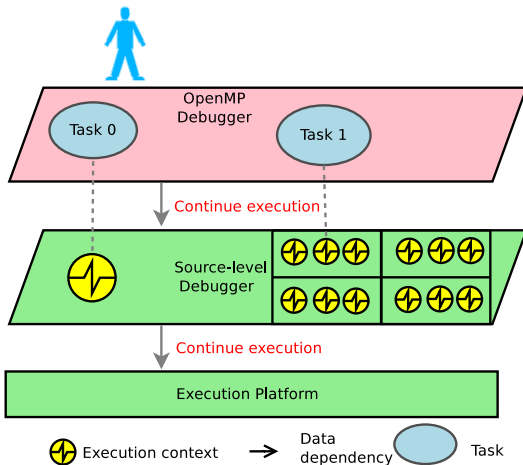 OpenMP
Debugger
Task 0
Task 1
Continue execution
Source-level
Debugger
Continue execution
Execution Platform
Execution context
Data
dependency
Task